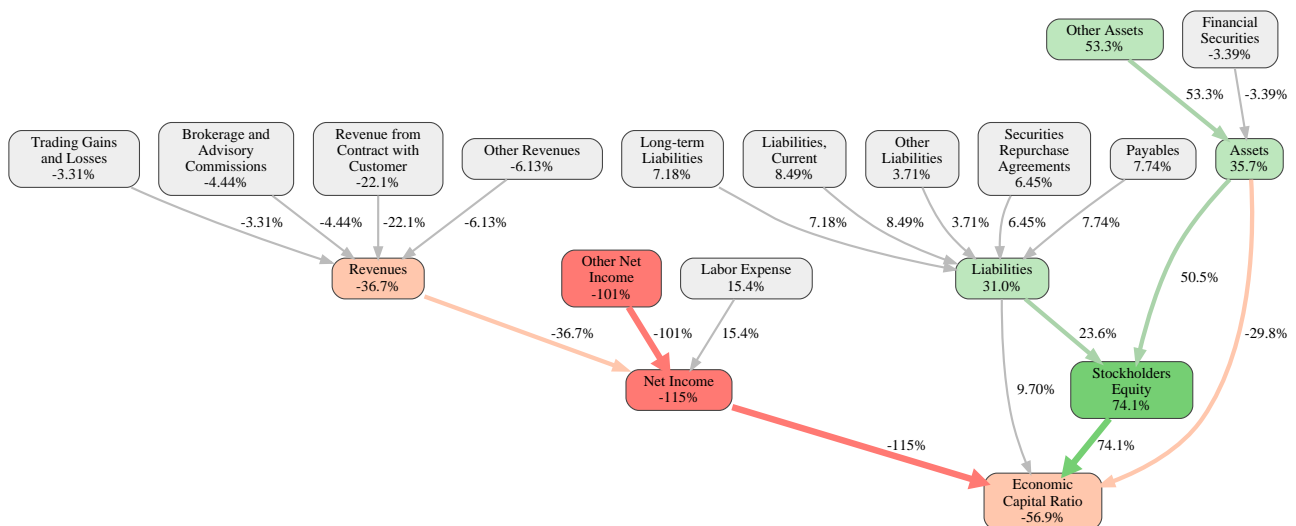 Other Assets
53.3%
Financial
Securities
-3.39%
53.3%
-3.39%
Trading Gains
and Losses
-3.31%
Brokerage and
Advisory
Commissions
-4.44%
Revenue from
Contract with
Customer
-22.1%
Other Revenues
-6.13%
Long-term
Liabilities
7.18%
Liabilities,
Current
8.49%
Other
Liabilities
3.71%
Securities
Repurchase
Agreements
6.45%
Payables
7.74%
Assets
35.7%
-3.31%
-4.44%
-22.1%
-6.13%
7.18%
8.49%
3.71%
6.45%
7.74%
Revenues
-36.7%
Other Net
Income
-101%
Labor Expense
15.4%
Liabilities
31.0%
50.5%
-36.7%
-101%
15.4%
23.6%
-29.8%
Net Income
-115%
9.70%
Stockholders
Equity
74.1%
-115%
74.1%
Economic
Capital Ratio
-56.9%